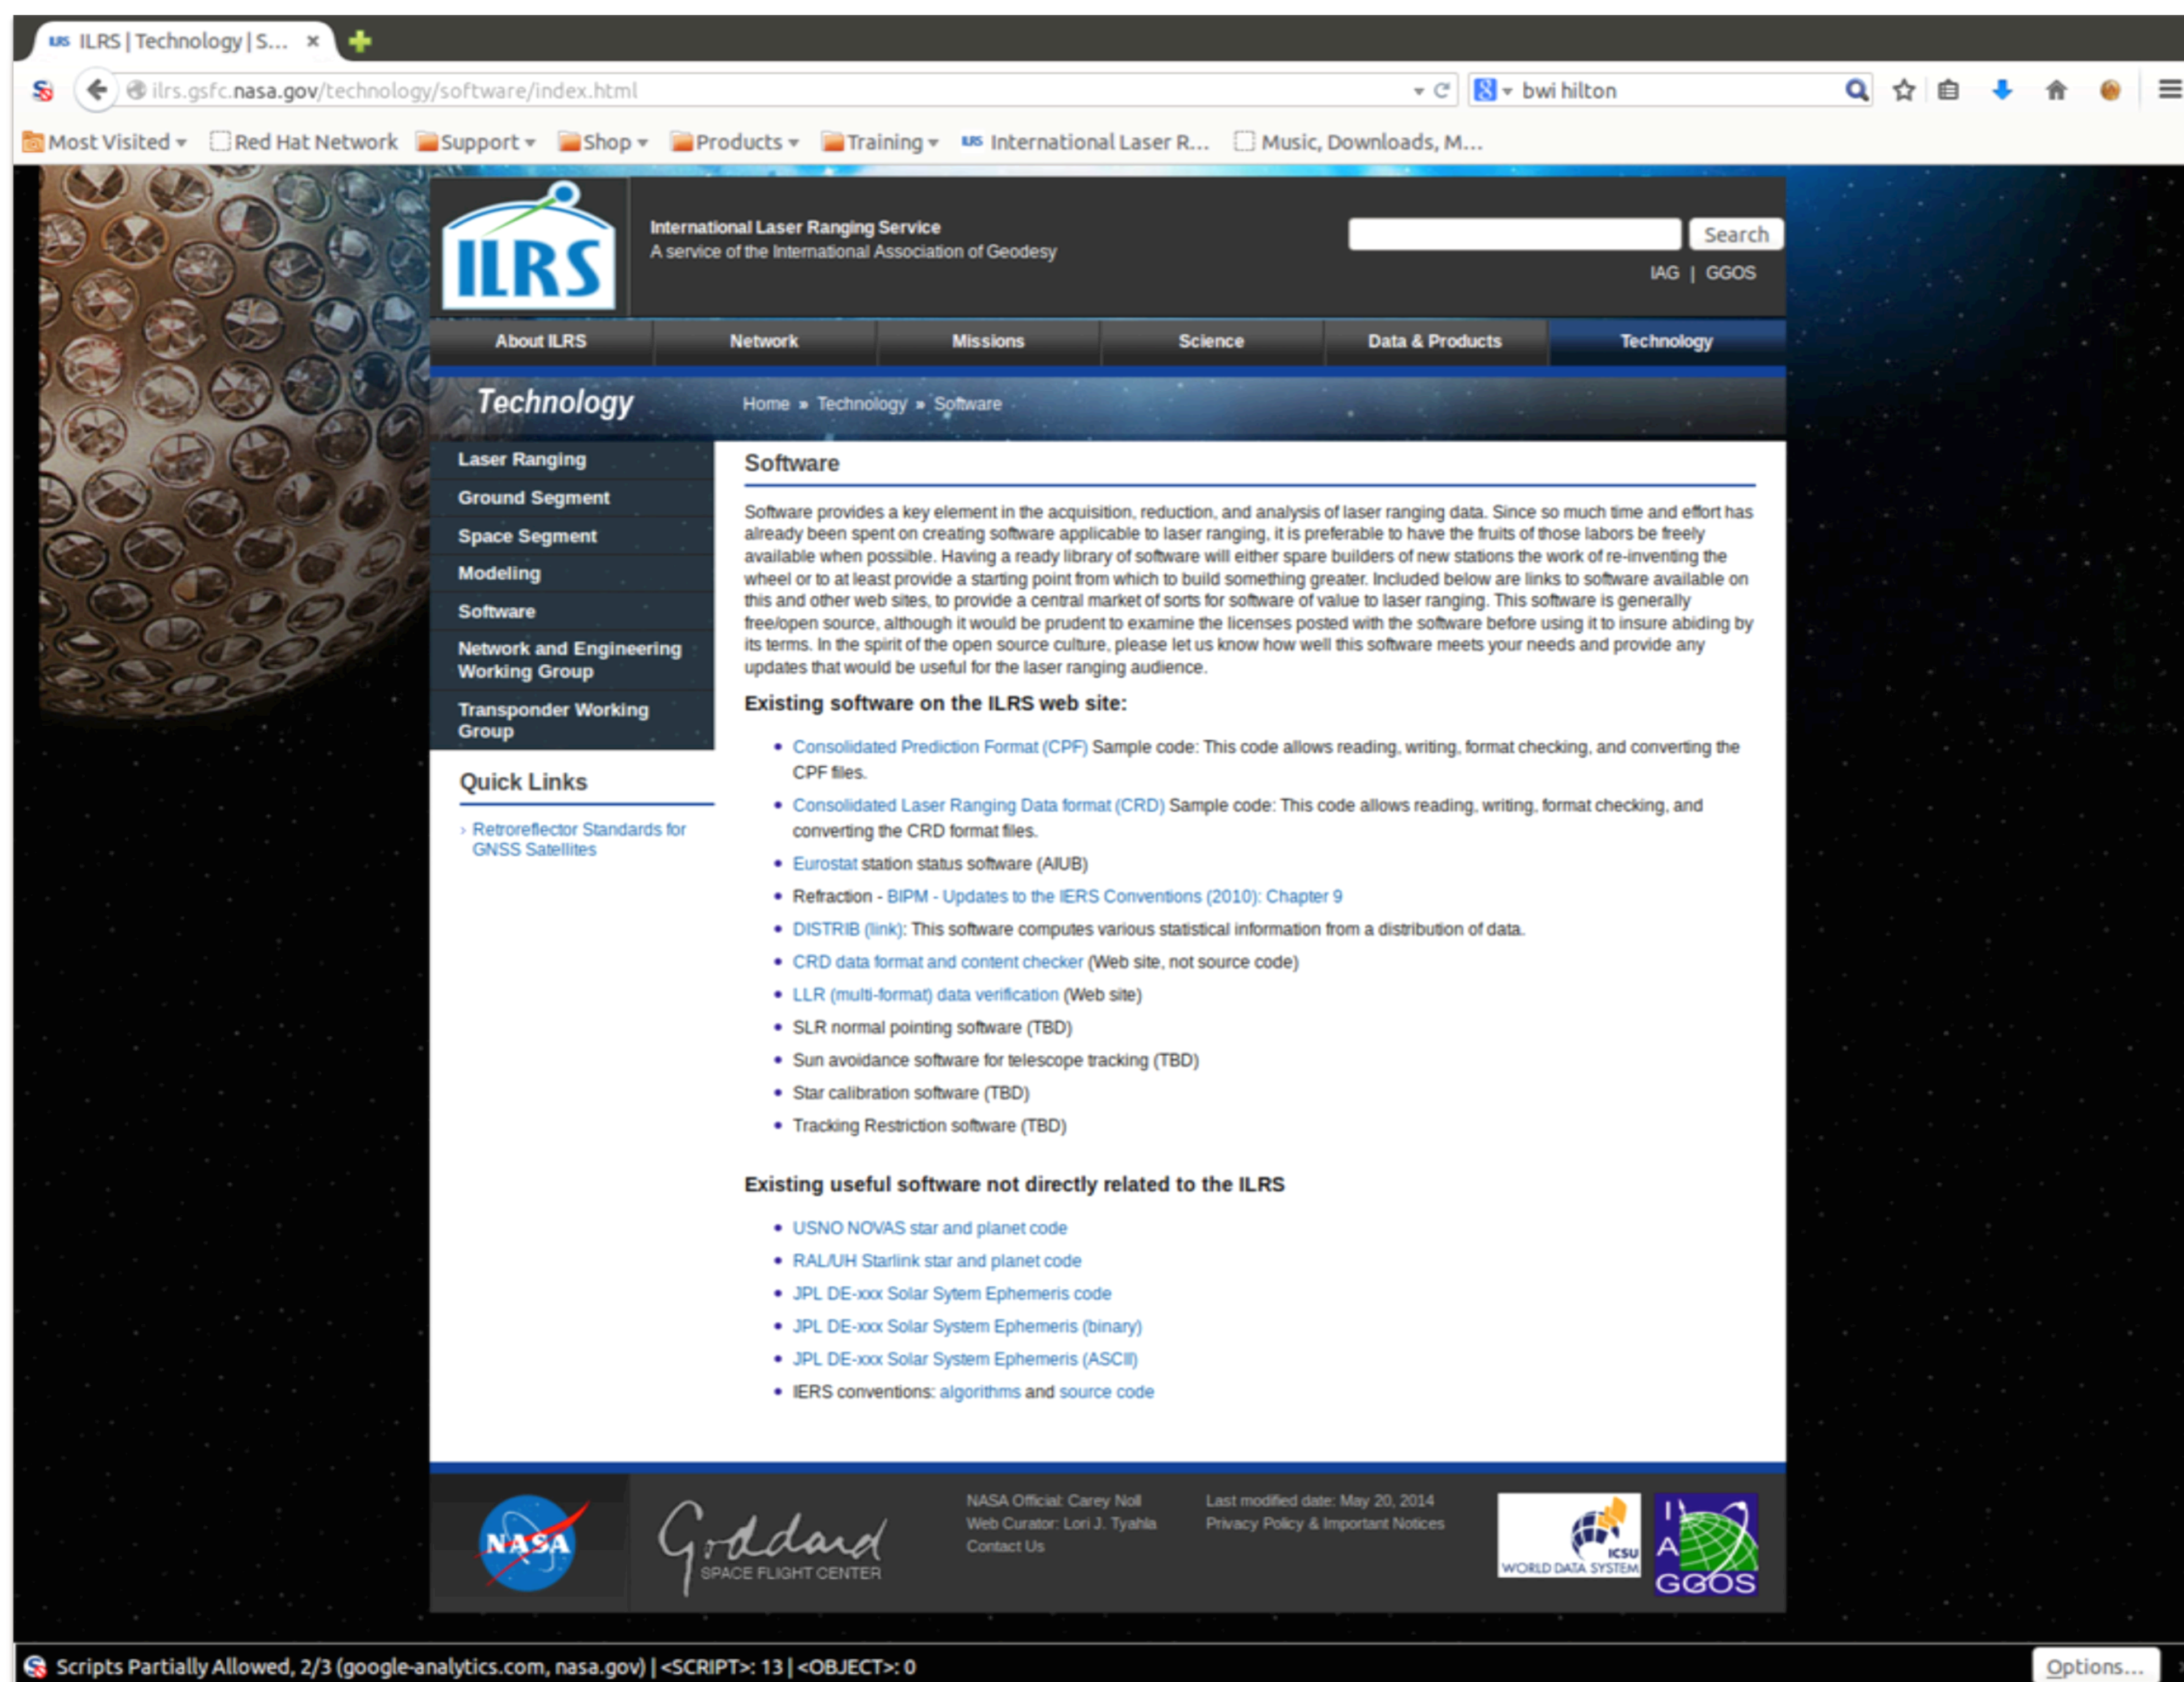 ILRS ILRS | Technology | S...
ilrs.gsfc.nasa.gov/technology/software/index.html
bwi hilton
Most Visited
Red Hat Network
Support
Shop
Products
Training
ILRS International Laser R...
Music, Downloads, M...
ILRS
International Laser Ranging Service
A service of the International Association of Geodesy
Search
IAG | GGOS
About ILRS
Network
Missions
Science
Data & Products
Technology
Technology
Home » Technology » Software
Laser Ranging
Ground Segment
Space Segment
Modeling
Software
Network and Engineering
Working Group
Transponder Working
Group
Quick Links
› Retroreflector Standards for
GNSS Satellites
Software
Software provides a key element in the acquisition, reduction, and analysis of laser ranging data. Since so much time and effort has
already been spent on creating software applicable to laser ranging, it is preferable to have the fruits of those labors be freely
available when possible. Having a ready library of software will either spare builders of new stations the work of re-inventing the
wheel or to at least provide a starting point from which to build something greater. Included below are links to software available on
this and other web sites, to provide a central market of sorts for software of value to laser ranging. This software is generally
free/open source, although it would be prudent to examine the licenses posted with the software before using it to insure abiding by
its terms. In the spirit of the open source culture, please let us know how well this software meets your needs and provide any
updates that would be useful for the laser ranging audience.
Existing software on the ILRS web site:
• Consolidated Prediction Format (CPF) Sample code: This code allows reading, writing, format checking, and converting the
CPF files.
• Consolidated Laser Ranging Data format (CRD) Sample code: This code allows reading, writing, format checking, and
converting the CRD format files.
• Eurostat station status software (AIUB)
• Refraction - BIPM - Updates to the IERS Conventions (2010): Chapter 9
• DISTRIB (link): This software computes various statistical information from a distribution of data.
• CRD data format and content checker (Web site, not source code)
• LLR (multi-format) data verification (Web site)
• SLR normal pointing software (TBD)
• Sun avoidance software for telescope tracking (TBD)
• Star calibration software (TBD)
• Tracking Restriction software (TBD)
Existing useful software not directly related to the ILRS
• USNO NOVAS star and planet code
• RAL/UH Starlink star and planet code
• JPL DE-xxx Solar Sytem Ephemeris code
• JPL DE-xxx Solar System Ephemeris (binary)
• JPL DE-xxx Solar System Ephemeris (ASCII)
• IERS conventions: algorithms and source code
NASA
Goddard
SPACE FLIGHT CENTER
NASA Official: Carey Noll
Web Curator: Lori J. Tyahla
Contact Us
Last modified date: May 20, 2014
Privacy Policy & Important Notices
ICSU
WORLD DATA SYSTEM
I
A
GGOS
Scripts Partially Allowed, 2/3 (google-analytics.com, nasa.gov) | <SCRIPT>: 13 | <OBJECT>: 0
Options...